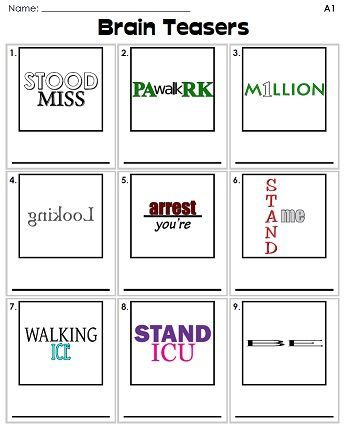 Name: ____________________ A1
Brain Teasers
1.
STOOD
MISS
2.
PAwalkRK
3.
M1LLION
4.
Looking
5.
arrest
you're
6.
STAND
me
7.
WALKING
ICE
8.
STAND
ICU
9.